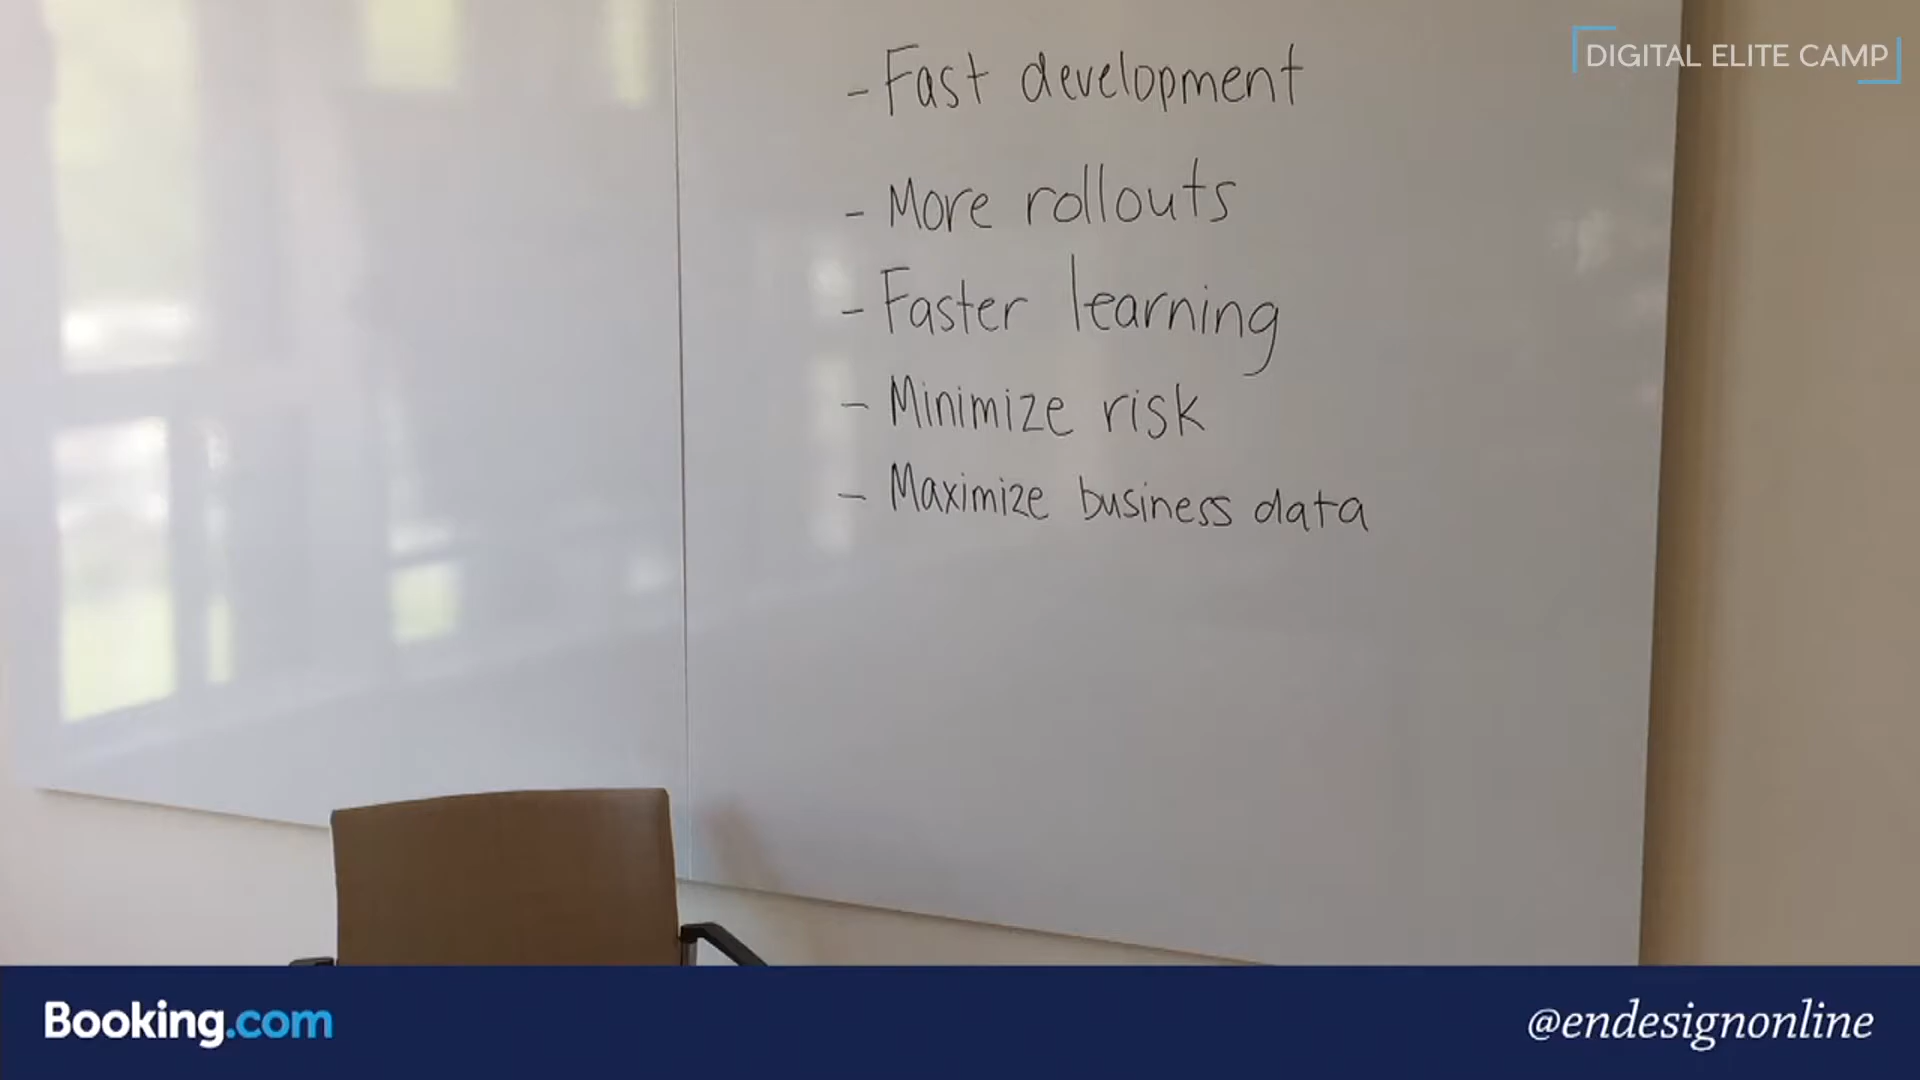 DIGITAL ELITE CAMP
- Fast development
- More rollouts
- Faster learning
- Minimize risk
- Maximize business data
Booking.com
@endesignonline